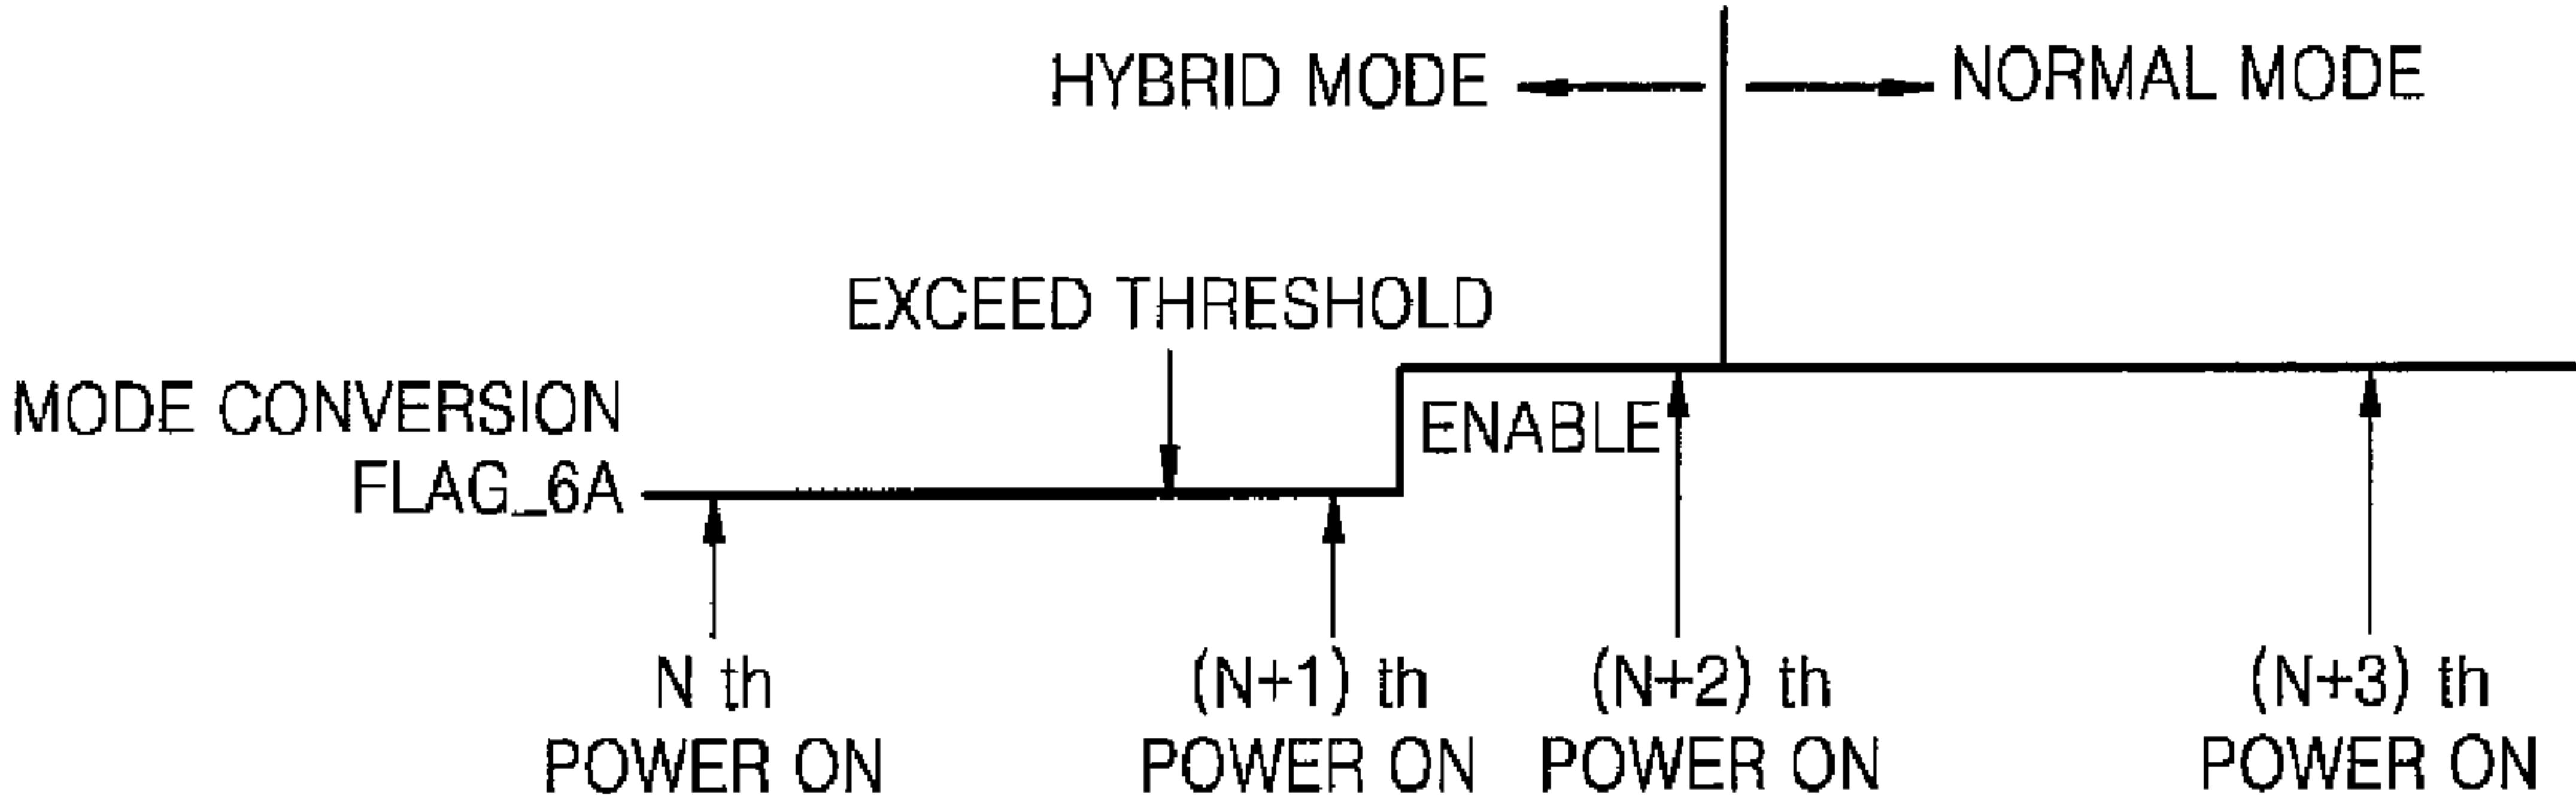 HYBRID MODE
NORMAL MODE
EXCEED THRESHOLD
MODE CONVERSION
FLAG_6A
ENABLE
N th
POWER ON
(N+1) th
POWER ON
(N+2) th
POWER ON
(N+3) th
POWER ON